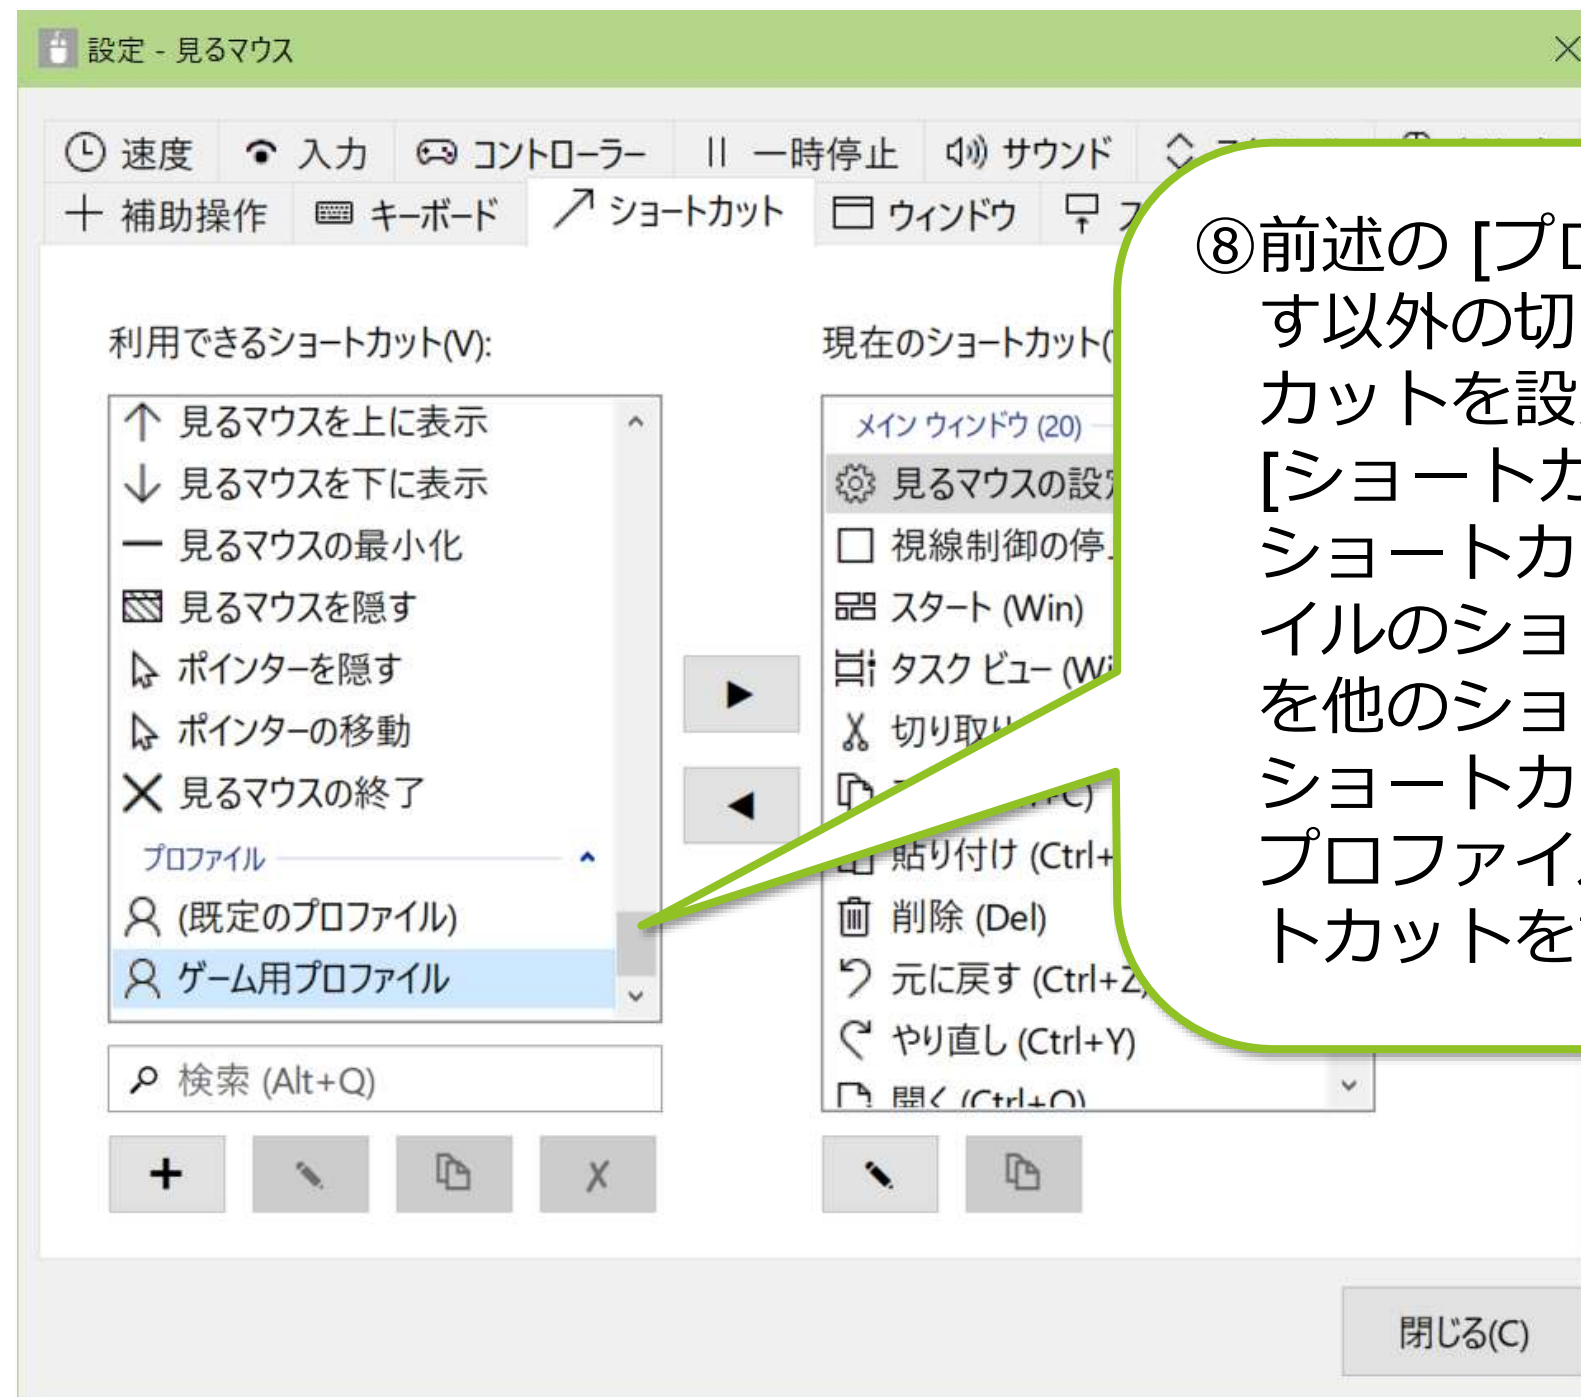 設定 - 見るマウス
速度 入力 コントローラー 一時停止 サウンド
補助操作 キーボード ショートカット ウィンドウ
利用できるショートカット(V):
見るマウスを上に表示
見るマウスを下に表示
見るマウスの最小化
見るマウスを隠す
ポインターを隠す
ポインターの移動
見るマウスの終了
プロファイル
(既定のプロファイル)
ゲーム用プロファイル
検索 (Alt+Q)
現在のショートカット(
メイン ウィンドウ (20)
見るマウスの設定
視線制御の停
スタート (Win)
タスク ビュー (Wi
切り取り
貼り付け (Ctrl+
削除 (Del)
元に戻す (Ctrl+Z)
やり直し (Ctrl+Y)
開く (Ctrl+O)
⑧前述の [プロ
す以外の切
カットを設
[ショートカ
ショートカ
イルのショ
を他のショ
ショートカ
プロファイ
トカットを
閉じる(C)